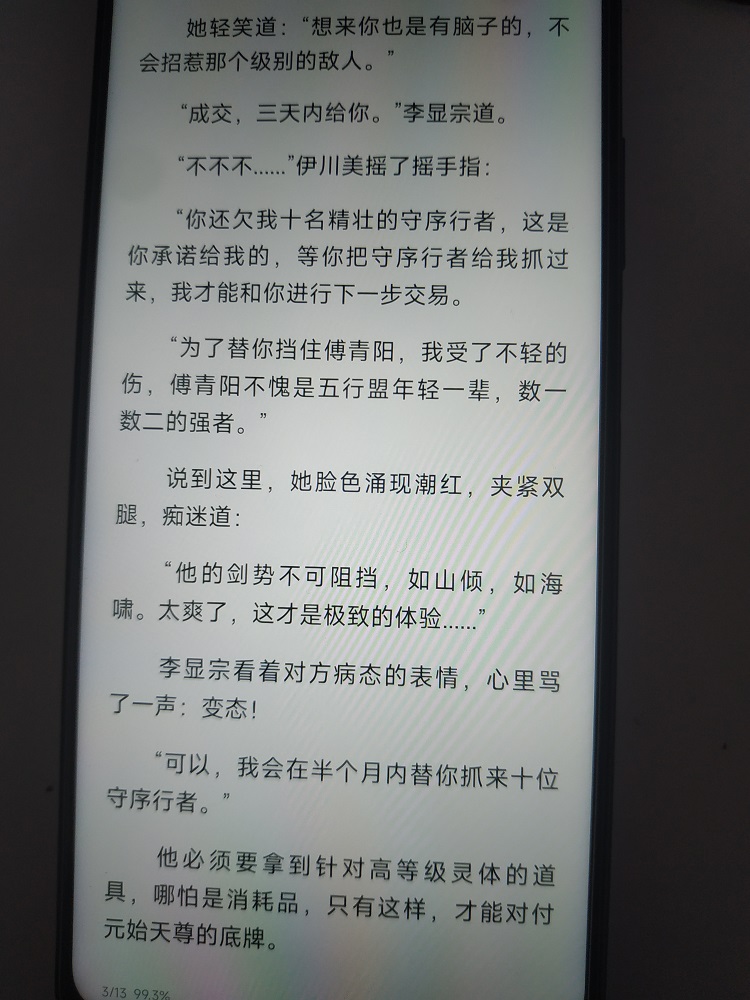 她轻笑道：“想来你也是有脑子的，不
会招惹那个级别的敌人。”
“成交，三天内给你。”李显宗道。
“不不不……”伊川美摇了摇手指：
“你还欠我十名精壮的守序行者，这是
你承诺给我的，等你把守序行者给我抓过
来，我才能和你进行下一步交易。
“为了替你挡住傅青阳，我受了不轻的
伤，傅青阳不愧是五行盟年轻一辈，数一
数二的强者。”
说到这里，她脸色涌现潮红，夹紧双
腿，痴迷道：
“他的剑势不可阻挡，如山倾，如海
啸。太爽了，这才是极致的体验……”
李显宗看着对方病态的表情，心里骂
了一声：变态！
“可以，我会在半个月内替你抓来十位
守序行者。”
他必须要拿到针对高等级灵体的道
具，哪怕是消耗品，只有这样，才能对付
元始天尊的底牌。
3/13 99.3%